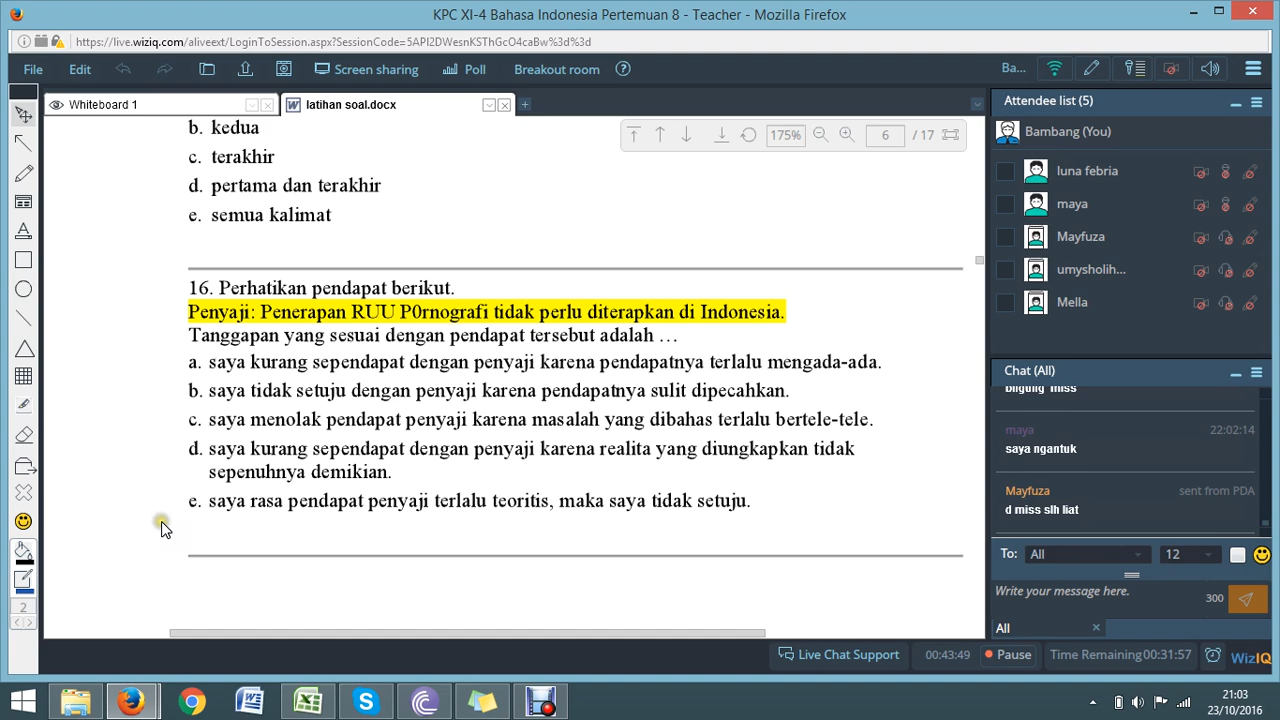 KPC XI-4 Bahasa Indonesia Pertemuan 8 - Teacher - Mozilla Firefox
https://live.wiziq.com/aliveext/LoginToSession.aspx?SessionCode=5API2DWesnKSThGcO4caBw%3d%3d
File Edit Screen sharing Poll Breakout room Ba...
Whiteboard 1 latihan soal.docx
Attendee list (5)
Bambang (You)
luna febria
maya
Mayfuza
umysholih...
Mella
175% 6 / 17
b. kedua
c. terakhir
d. pertama dan terakhir
e. semua kalimat
16. Perhatikan pendapat berikut.
Penyaji: Penerapan RUU P0rnografi tidak perlu diterapkan di Indonesia.
Tanggapan yang sesuai dengan pendapat tersebut adalah …
a. saya kurang sependapat dengan penyaji karena pendapatnya terlalu mengada-ada.
b. saya tidak setuju dengan penyaji karena pendapatnya sulit dipecahkan.
c. saya menolak pendapat penyaji karena masalah yang dibahas terlalu bertele-tele.
d. saya kurang sependapat dengan penyaji karena realita yang diungkapkan tidak
sepenuhnya demikian.
e. saya rasa pendapat penyaji terlalu teoritis, maka saya tidak setuju.
2
Chat (All)
miss
maya 22:02:14
saya ngantuk
Mayfuza sent from PDA
d miss slh liat
To: All 12
Write your message here. 300
All
Live Chat Support 00:43:49 Pause Time Remaining 00:31:57 WizIQ
21:03
23/10/2016